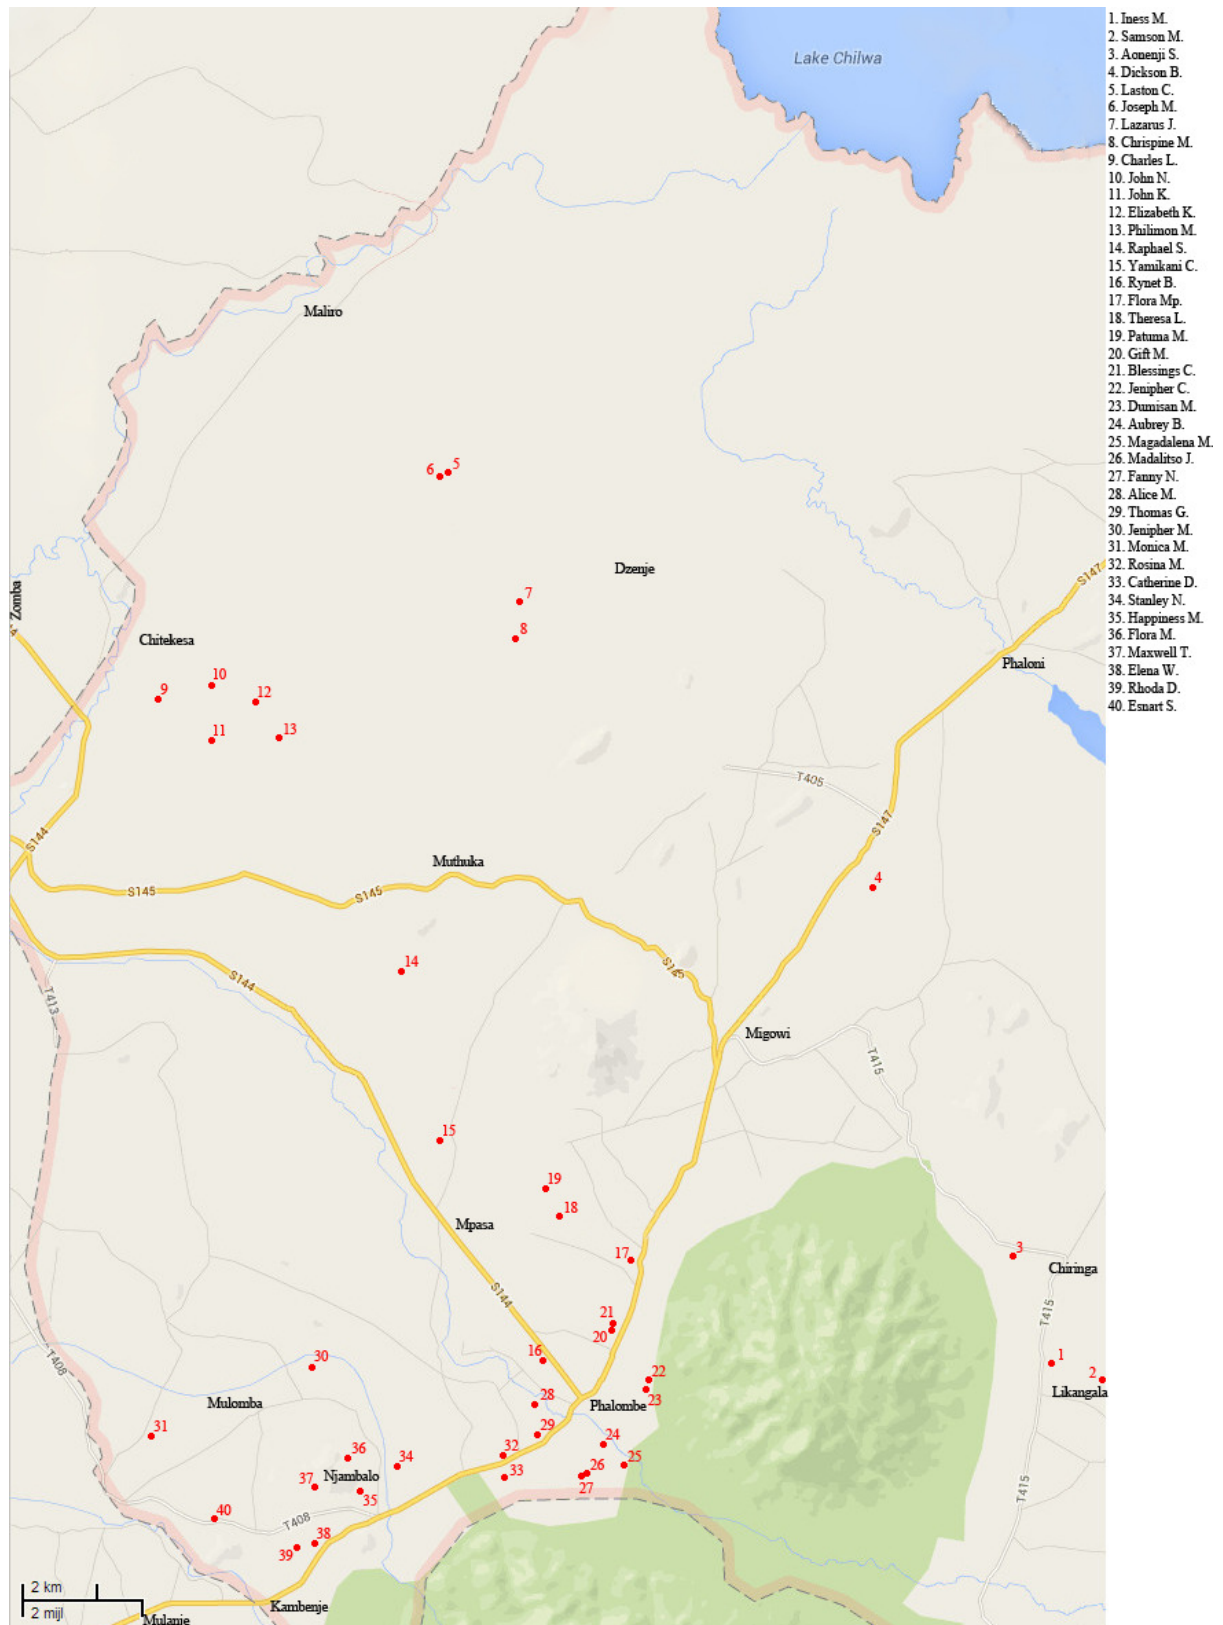 Lake Chilwa
1. Iness M.
2. Samson M.
3. Aonenji S.
4. Dickson B.
5. Laston C.
6. Joseph M.
7. Lazarus J.
8. Chrispine M.
9. Charles L.
10. John N.
11. John K.
12. Elizabeth K.
13. Philimon M.
14. Raphael S.
15. Yamikani C.
16. Rynet B.
17. Flora Mp.
18. Theresa L.
19. Patuma M.
20. Gift M.
21. Blessings C.
22. Jenipher C.
23. Dumisan M.
24. Aubrey B.
25. Magadalena M.
26. Madalitso J.
27. Fanny N.
28. Alice M.
29. Thomas G.
30. Jenipher M.
31. Monica M.
32. Rosina M.
33. Catherine D.
34. Stanley N.
35. Happiness M.
36. Flora M.
37. Maxwell T.
38. Elena W.
39. Rhoda D.
40. Esnart S.
Maliro
6 5
Dzenje
S147
Zomba
7
8
Chitekesa
Phaloni
10
9
12
11
13
T405
S147
S144
Muthuka
4
S145
S145
14
S145
S144
T413
Migowi
T415
15
19
18
Mpasa
17
3
Chiringa
S144
T415
21
20
16
30
T408
1
22
2
23
Likangala
Mulomba
28
Phalombe
31
29
24
32
36
34
25
26
Njambalo
37
33
27
35
T415
40
T408
38
39
2 km
2 mijl
Kambenje
Mulanje